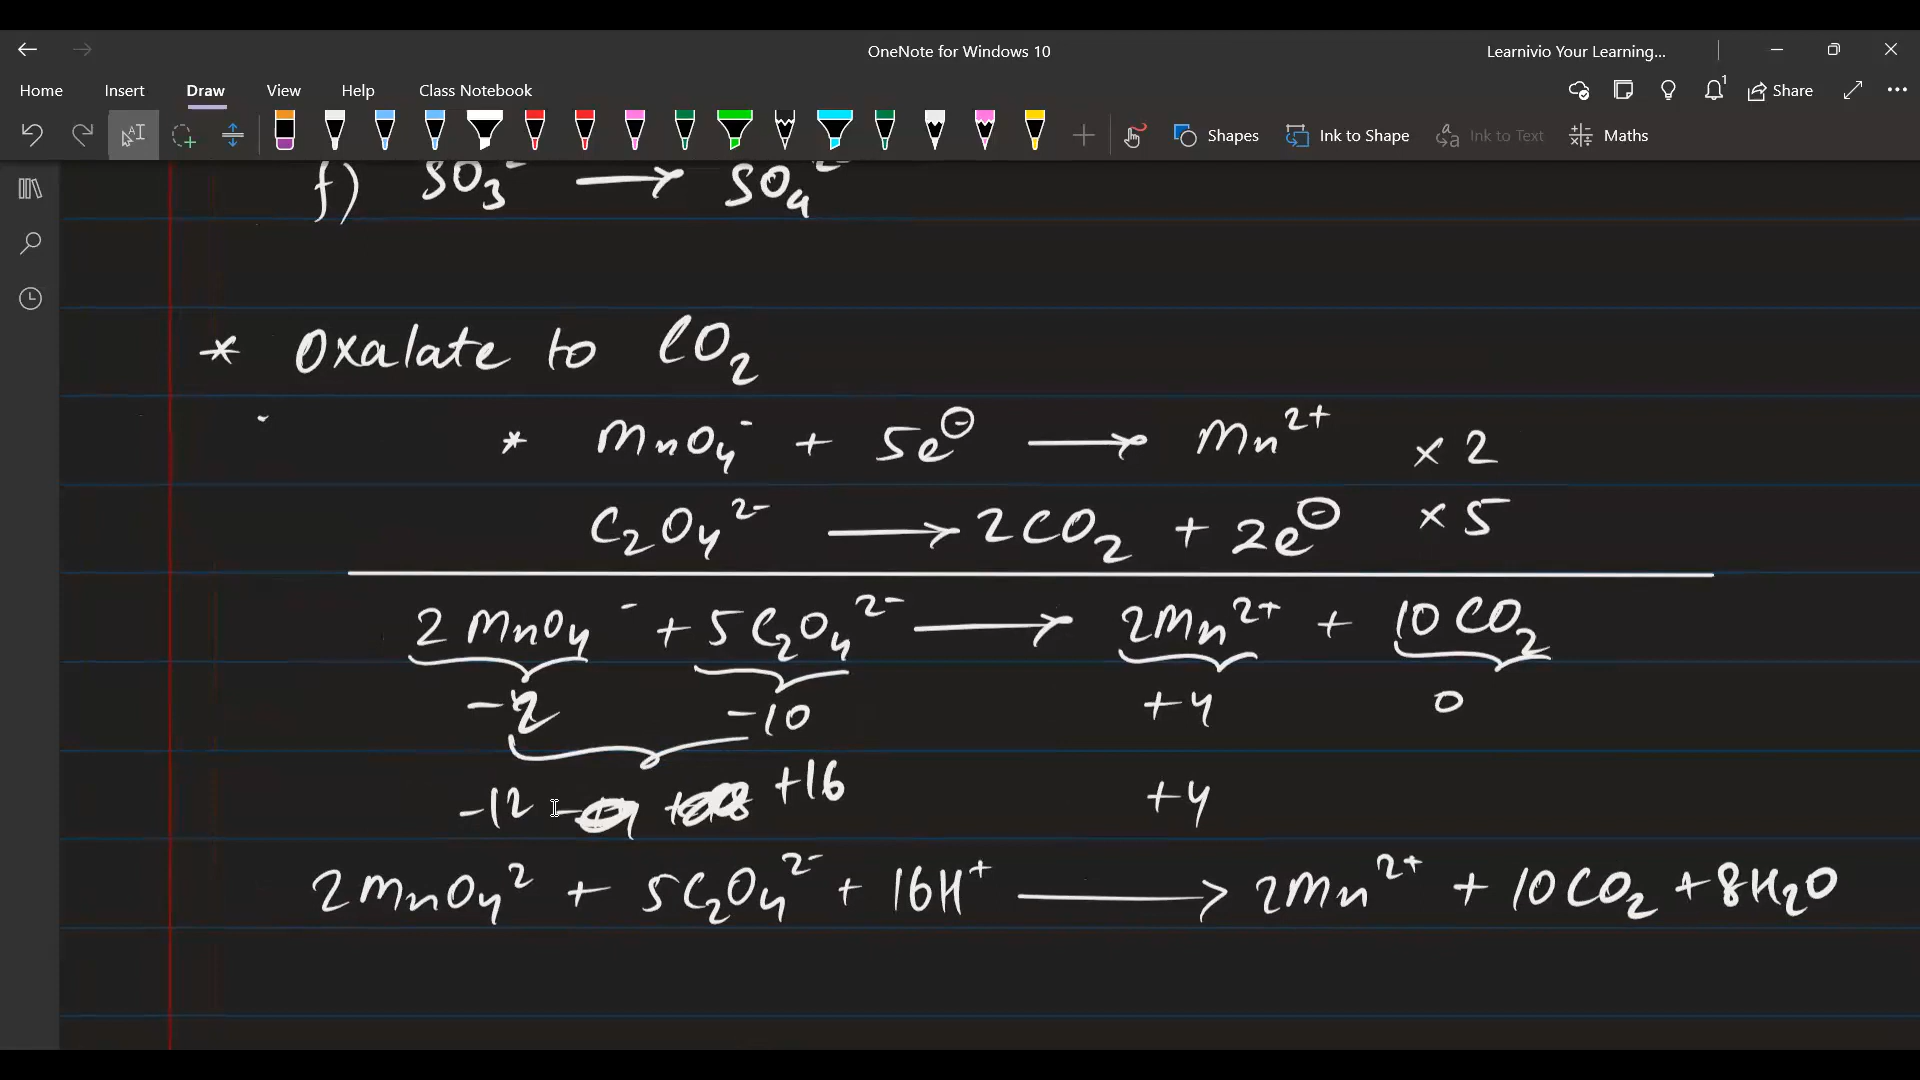 OneNote for Windows 10
Learnivio Your Learning...
Home Insert Draw View Help Class Notebook
1
Share
Shapes Ink to Shape Ink to Text Maths
f) SO₃⁻ ⟶ SO₄²⁻
* Oxalate to CO₂
* MnO₄⁻ + 5e⊖ ⟶ Mn²⁺ × 2
C₂O₄²⁻ ⟶ 2CO₂ + 2e⊖ × 5
2MnO₄⁻ + 5C₂O₄²⁻ ⟶ 2Mn²⁺ + 10CO₂
-2 -10 +4 0
-12 +16 +4
2MnO₄² + 5C₂O₄²⁻ + 16H⁺ ⟶ 2Mn²⁺ + 10CO₂ + 8H₂O